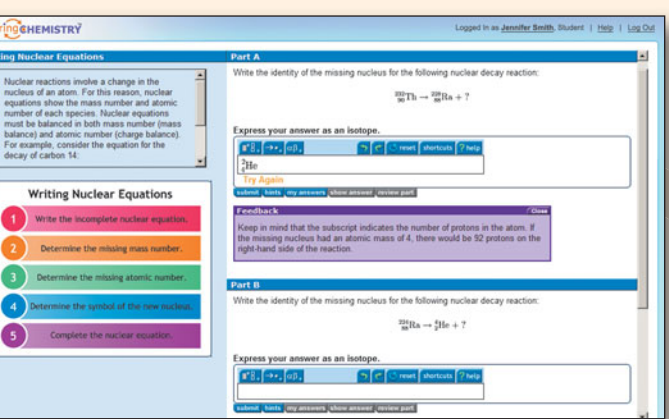 ringCHEMISTRY
Logged in as Jennifer Smith, Student | Help | Log Out
ing Nuclear Equations
Nuclear reactions involve a change in the
nucleus of an atom. For this reason, nuclear
equations show the mass number and atomic
number of each species. Nuclear equations
must be balanced in both mass number (mass
balance) and atomic number (charge balance).
For example, consider the equation for the
decay of carbon 14:
Writing Nuclear Equations
1 Write the incomplete nuclear equation.
2 Determine the missing mass number.
3 Determine the missing atomic number.
4 Determine the symbol of the new nucleus.
5 Complete the nuclear equation.
Part A
Write the identity of the missing nucleus for the following nuclear decay reaction:
Th → Ra + ?
Express your answer as an isotope.
αβ, reset shortcuts ? help
He
Try Again
submit hints my answers show answer review part
Feedback Close
Keep in mind that the subscript indicates the number of protons in the atom. If
the missing nucleus had an atomic mass of 4, there would be 92 protons on the
right-hand side of the reaction.
Part B
Write the identity of the missing nucleus for the following nuclear decay reaction:
Ra → ⁴₂He + ?
Express your answer as an isotope.
αβ, reset shortcuts ? help
submit hints my answers show answer review part